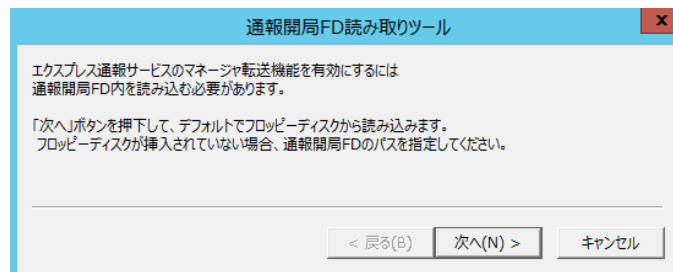 通報開局FD読み取りツール
x
エクスプレス通報サービスのマネージャ転送機能を有効にするには
通報開局FD内を読み込む必要があります。
「次へ」ボタンを押下して、デフォルトでフロッピーディスクから読み込みます。
フロッピーディスクが挿入されていない場合、通報開局FDのパスを指定してください。
< 戻る(B)
次へ(N) >
キャンセル